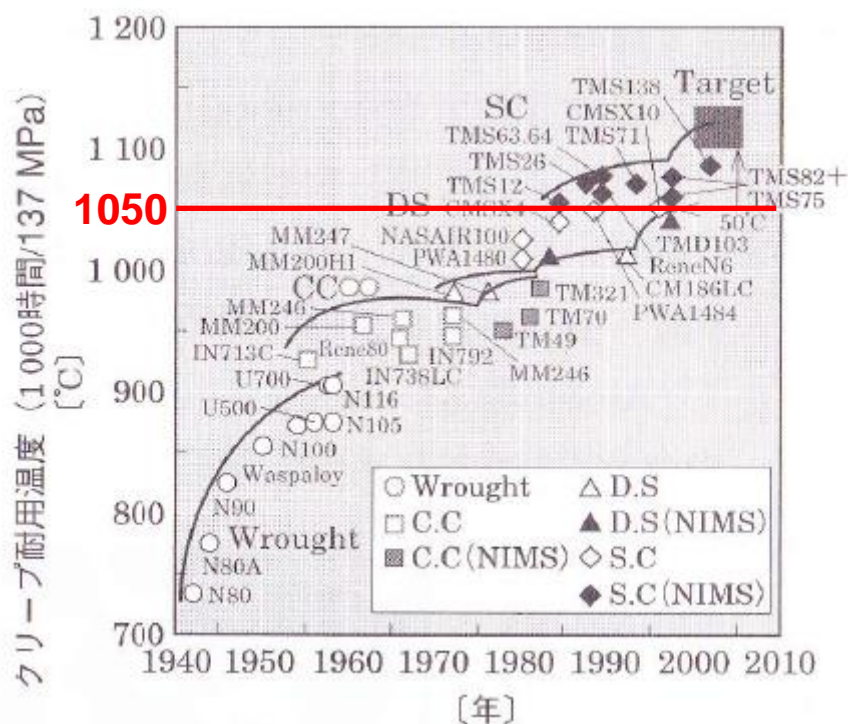 クリープ耐用温度 (1 000時間/137 MPa)
〔℃〕
1 200
1 100
1050
1 000
900
800
700
1940 1950 1960 1970 1980 1990 2000 2010
〔年〕
Target
TMS138
SC
CMSX10
TMS63.64
TMS71
TMS26
TMS82+
TMS12
TMS75
DS
CMSX4
50℃
NASAIR100
TMD103
MM247
PWA1480
ReneN6
MM200Hf
CM186LC
CC
TM321
PWA1484
MM246
TM70
MM200
Rene80
TM49
IN713C
IN792
IN738LC
MM246
U700
N116
U500
N105
N100
Waspaloy
N90
Wrought
N80A
N80
Wrought
D.S
C.C
D.S(NIMS)
C.C(NIMS)
S.C
S.C(NIMS)